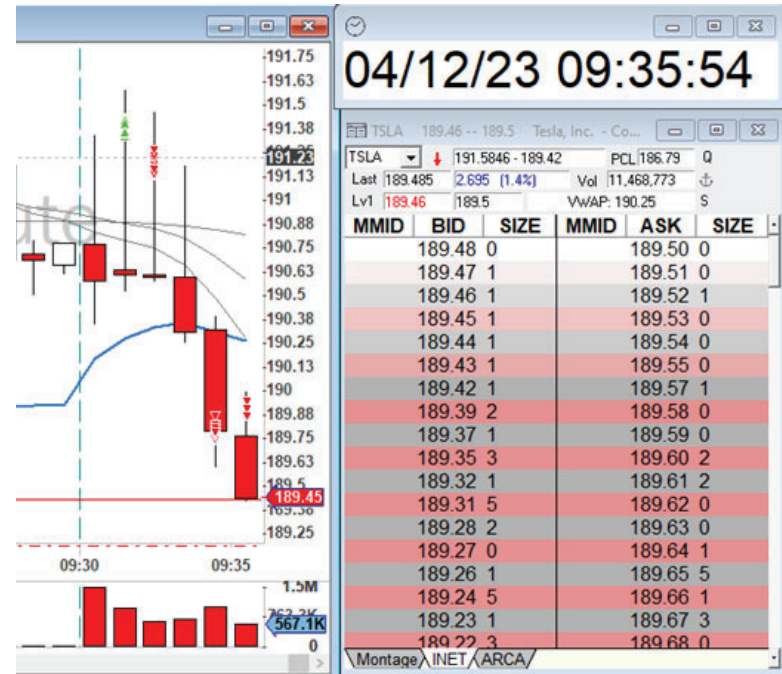 191.75
191.63
191.5
191.38
191.23
191.13
191
190.88
190.75
190.63
190.5
190.38
190.25
190.13
190
189.88
189.75
189.63
189.5
189.45
189.38
189.25
09:30 09:35
1.5M
567.1K
0
04/12/23 09:35:54
TSLA 189.46 -- 189.5 Tesla, Inc. - Co...
TSLA 191.5846 - 189.42 PCL 186.79 Q
Last 189.485 2.695 (1.4%) Vol 11,468,773
Lv1 189.46 189.5 VWAP: 190.25 S
MMID BID SIZE MMID ASK SIZE
189.48 0 189.50 0
189.47 1 189.51 0
189.46 1 189.52 1
189.45 1 189.53 0
189.44 1 189.54 0
189.43 1 189.55 0
189.42 1 189.57 1
189.39 2 189.58 0
189.37 1 189.59 0
189.35 3 189.60 2
189.32 1 189.61 2
189.31 5 189.62 0
189.28 2 189.63 0
189.27 0 189.64 1
189.26 1 189.65 5
189.24 5 189.66 1
189.23 1 189.67 3
189.22 3 189.68 0
Montage INET ARCA